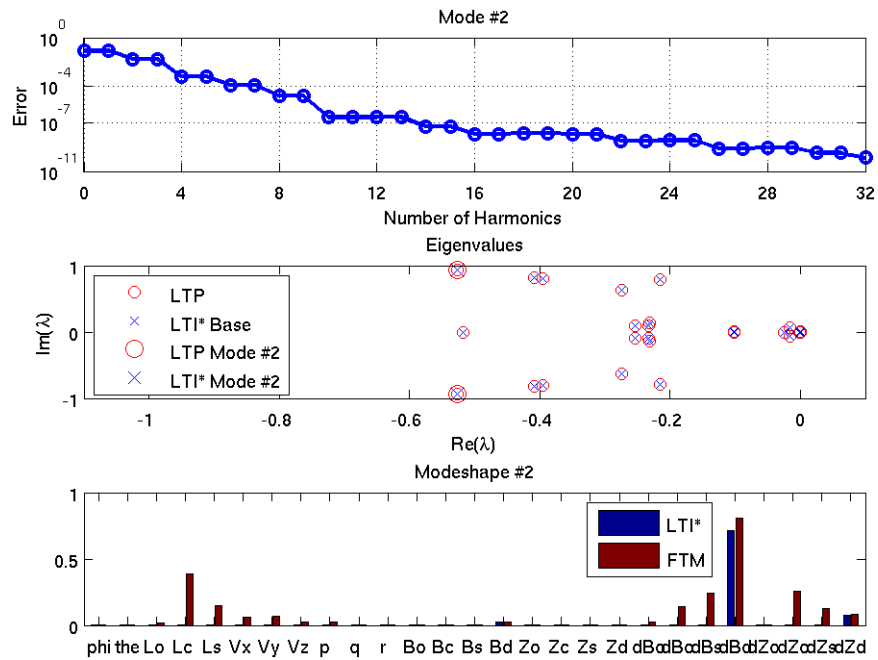 Mode #2
10^0
10^-4
10^-7
10^-11
Error
0 4 8 12 16 20 24 28 32
Number of Harmonics
Eigenvalues
1
0
-1
Im(λ)
LTP
LTI* Base
LTP Mode #2
LTI* Mode #2
-1 -0.8 -0.6 -0.4 -0.2 0
Re(λ)
Modeshape #2
1
0.5
0
LTI*
FTM
phi the Lo Lc Ls Vx Vy Vz p q r Bo Bc Bs Bd Zo Zc Zs Zd dBo dBc dBs dBd dZo dZc dZs dZd